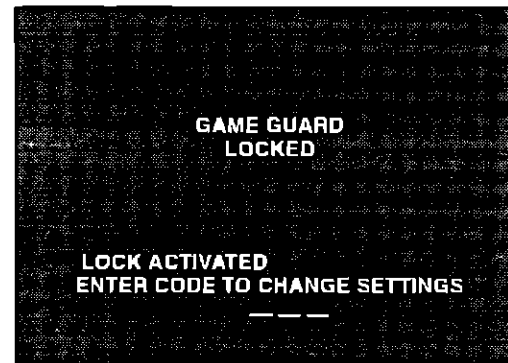 GAME GUARD
LOCKED
LOCK ACTIVATED
ENTER CODE TO CHANGE SETTINGS